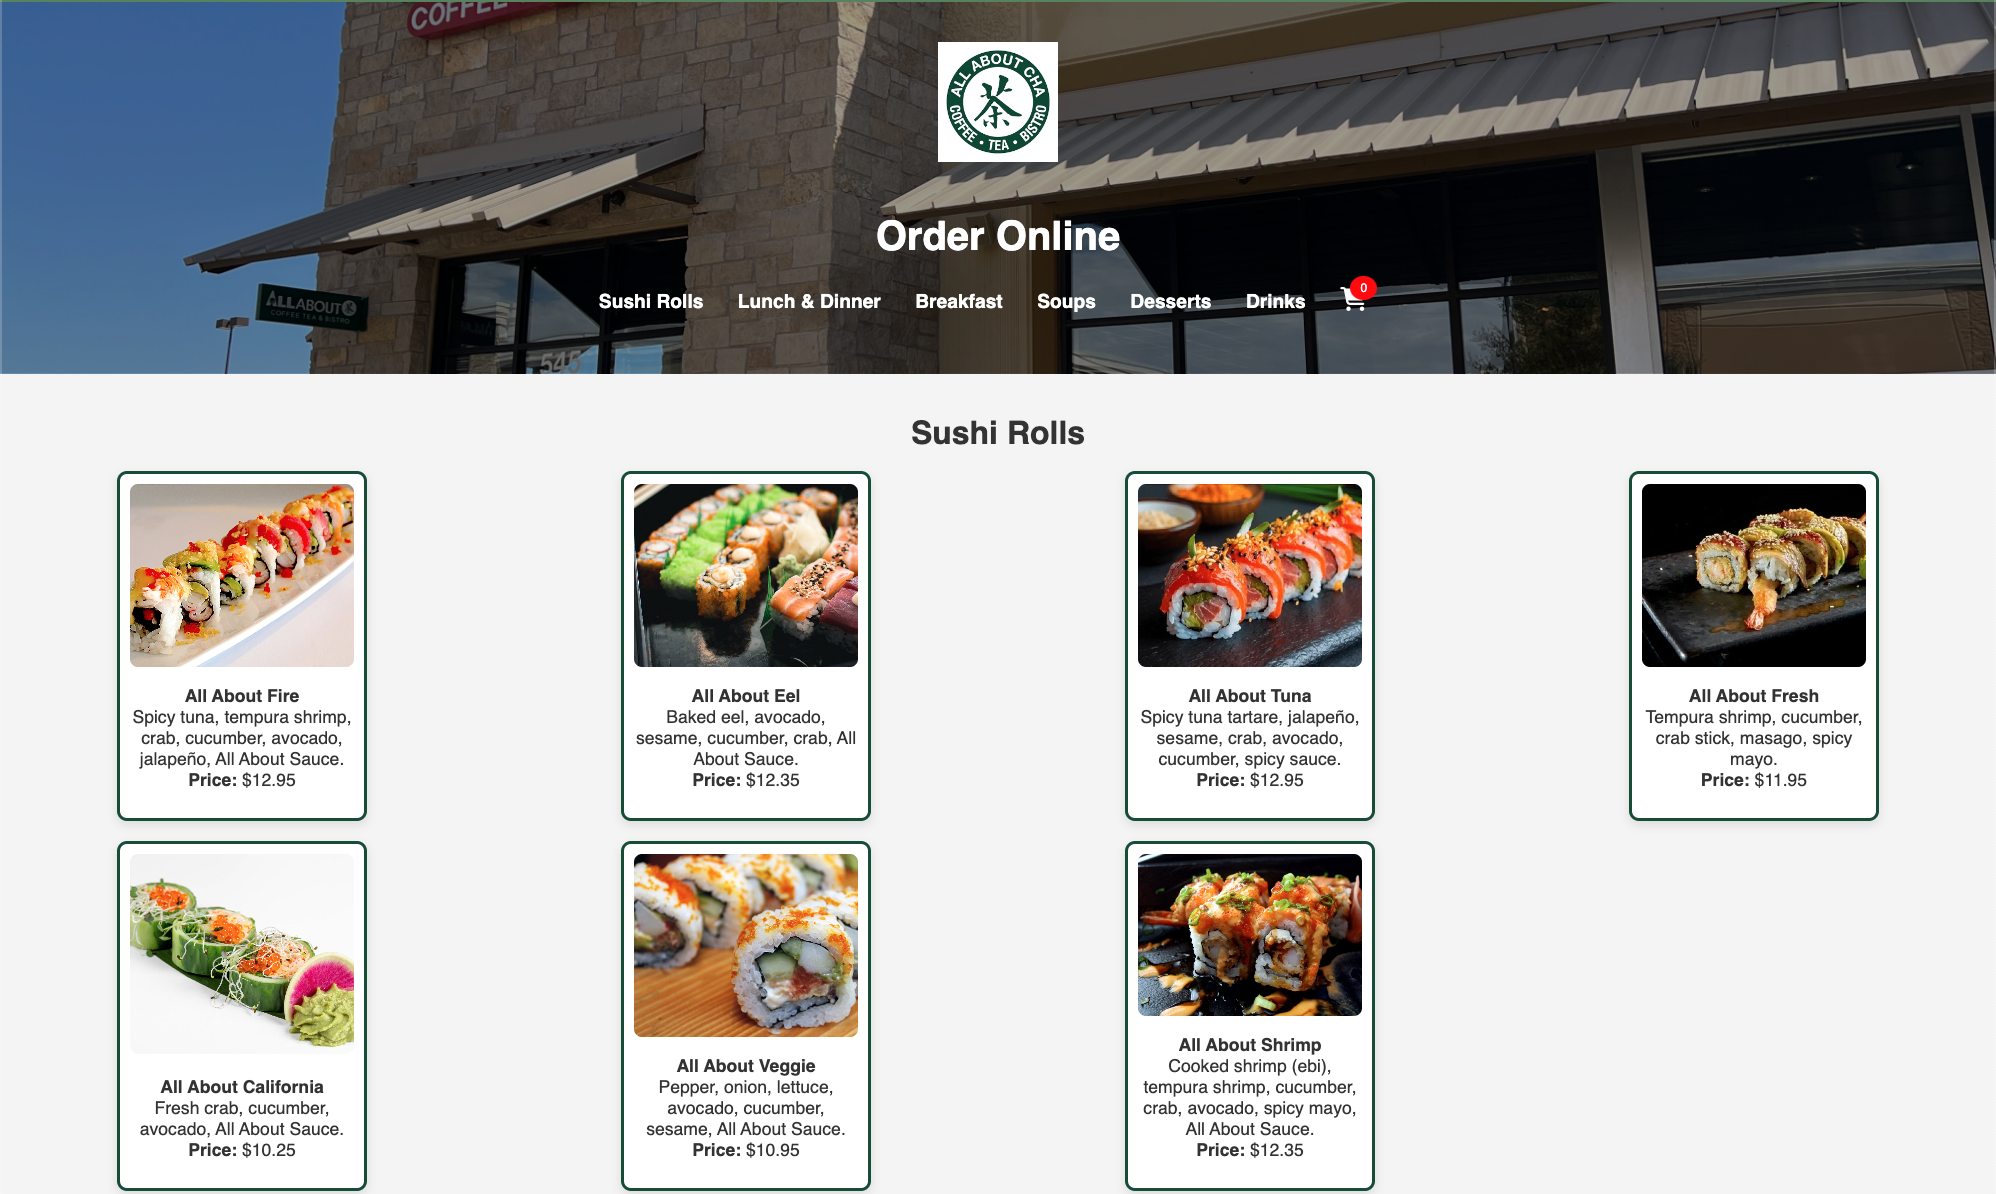 COFFEE
ALL ABOUT CHA
茶
COFFEE • TEA • BISTRO
Order Online
ALLABOUT
COFFEE TEA & BISTRO
545
Sushi Rolls Lunch & Dinner Breakfast Soups Desserts Drinks 0
Sushi Rolls
All About Fire
Spicy tuna, tempura shrimp,
crab, cucumber, avocado,
jalapeño, All About Sauce.
Price: $12.95
All About Eel
Baked eel, avocado,
sesame, cucumber, crab, All
About Sauce.
Price: $12.35
All About Tuna
Spicy tuna tartare, jalapeño,
sesame, crab, avocado,
cucumber, spicy sauce.
Price: $12.95
All About Fresh
Tempura shrimp, cucumber,
crab stick, masago, spicy
mayo.
Price: $11.95
All About California
Fresh crab, cucumber,
avocado, All About Sauce.
Price: $10.25
All About Veggie
Pepper, onion, lettuce,
avocado, cucumber,
sesame, All About Sauce.
Price: $10.95
All About Shrimp
Cooked shrimp (ebi),
tempura shrimp, cucumber,
crab, avocado, spicy mayo,
All About Sauce.
Price: $12.35